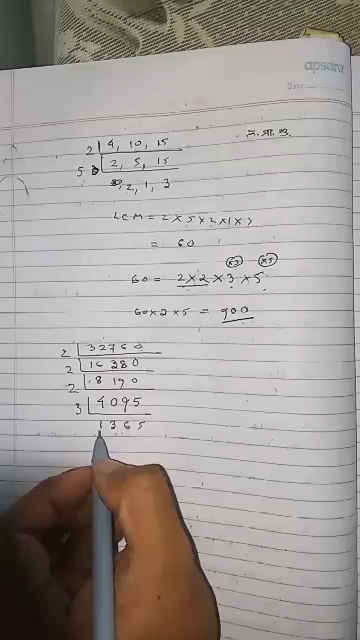 apsara
Date
2 | 4, 10, 15
ल.सा.अ.
5 | 2, 5, 15
2, 1, 3
LCM = 2 × 5 × 2 × 1 × 3
= 60
(×3) (×5)
60 = 2 × 2 × 3 × 5
60 × 3 × 5 = 900
2 | 32760
2 | 16380
2 | 8190
3 | 4095
1365